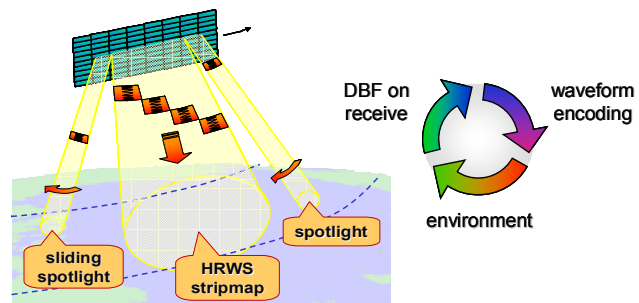 DBF on
receive
waveform
encoding
environment
spotlight
sliding
spotlight
HRWS
stripmap